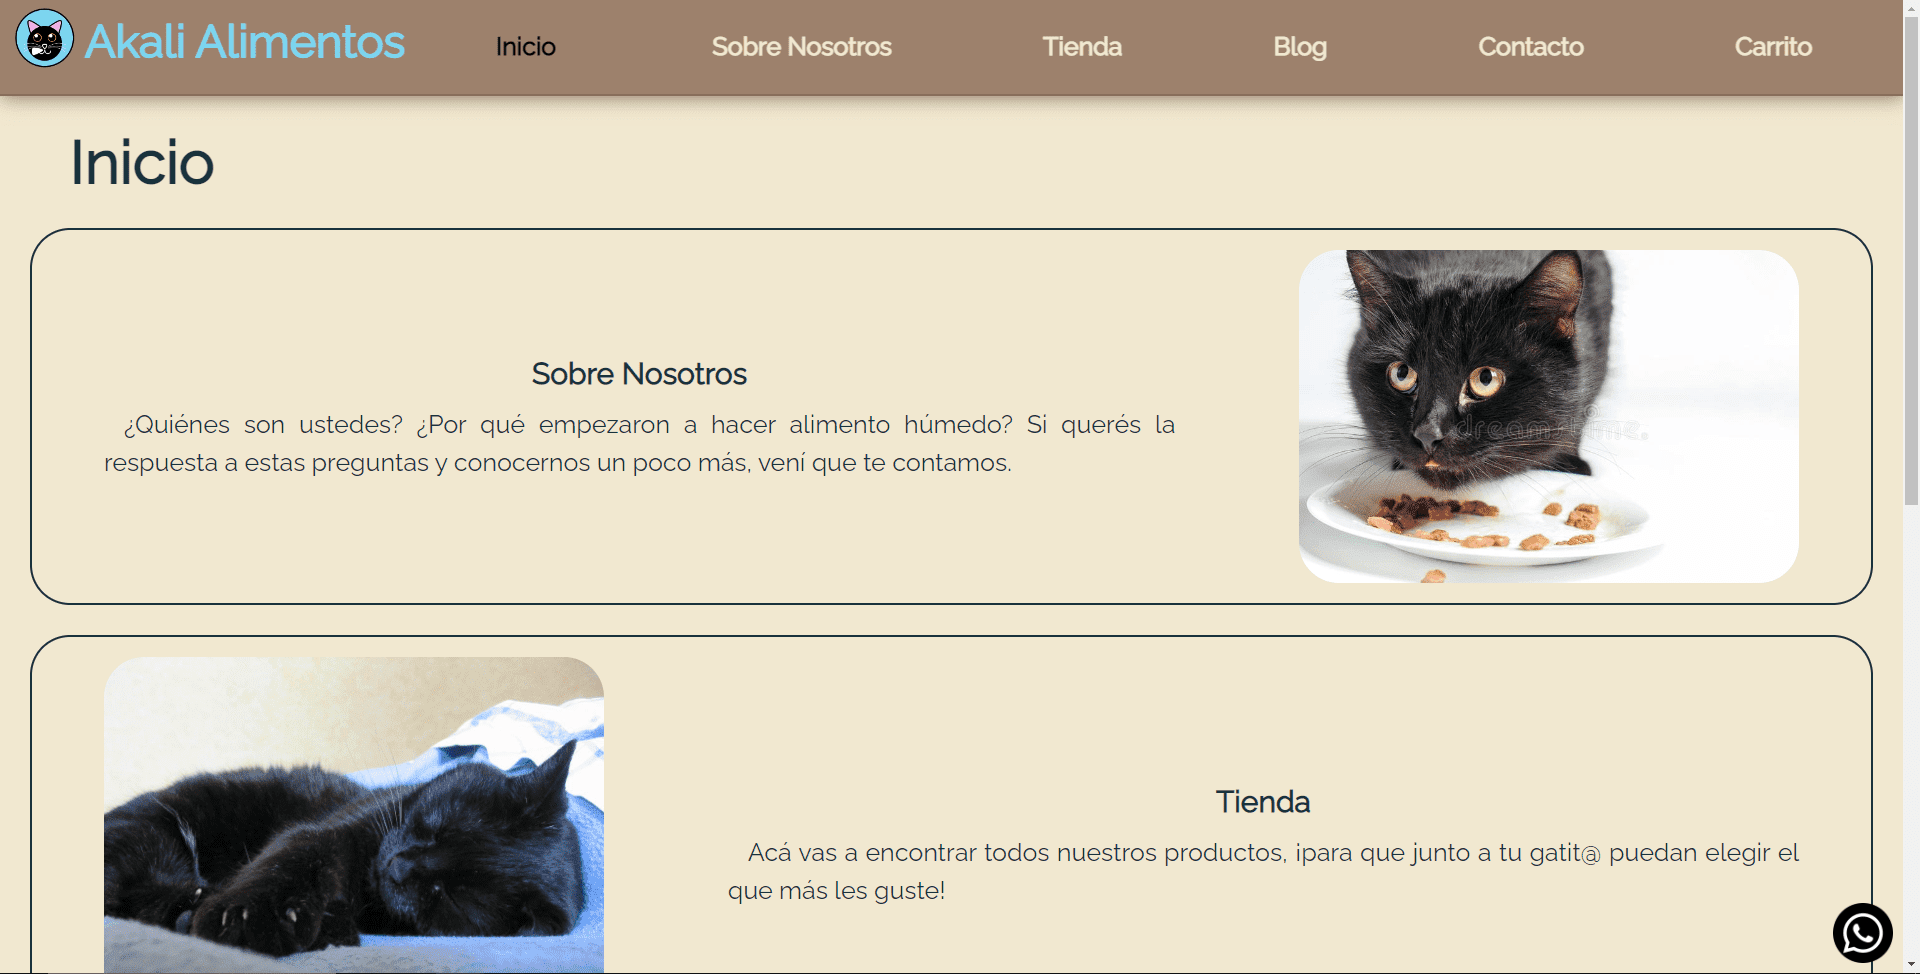 Akali Alimentos
Inicio
Sobre Nosotros
Tienda
Blog
Contacto
Carrito
Inicio
Sobre Nosotros
¿Quiénes son ustedes? ¿Por qué empezaron a hacer alimento húmedo? Si querés la
respuesta a estas preguntas y conocernos un poco más, vení que te contamos.
dreamstime.
Tienda
Acá vas a encontrar todos nuestros productos, ¡para que junto a tu gatit@ puedan elegir el
que más les guste!